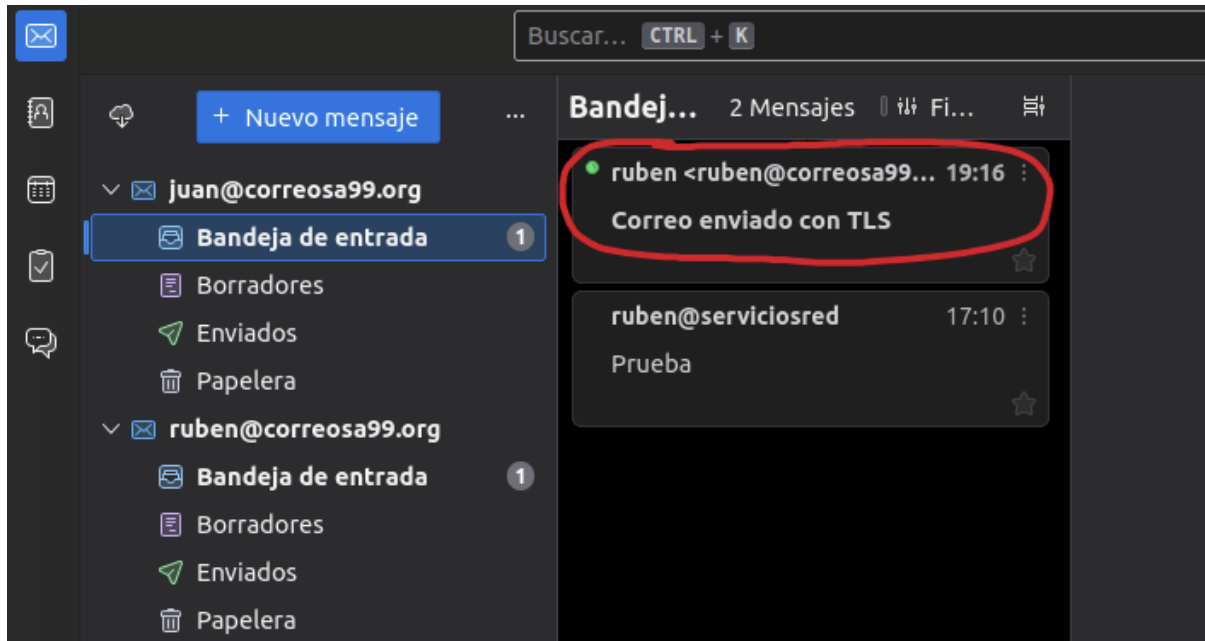 Buscar... CTRL + K
+ Nuevo mensaje ...
juan@correosa99.org
Bandeja de entrada 1
Borradores
Enviados
Papelera
ruben@correosa99.org
Bandeja de entrada 1
Borradores
Enviados
Papelera
Bandej... 2 Mensajes Fi...
ruben <ruben@correosa99... 19:16
Correo enviado con TLS
ruben@serviciosred 17:10
Prueba